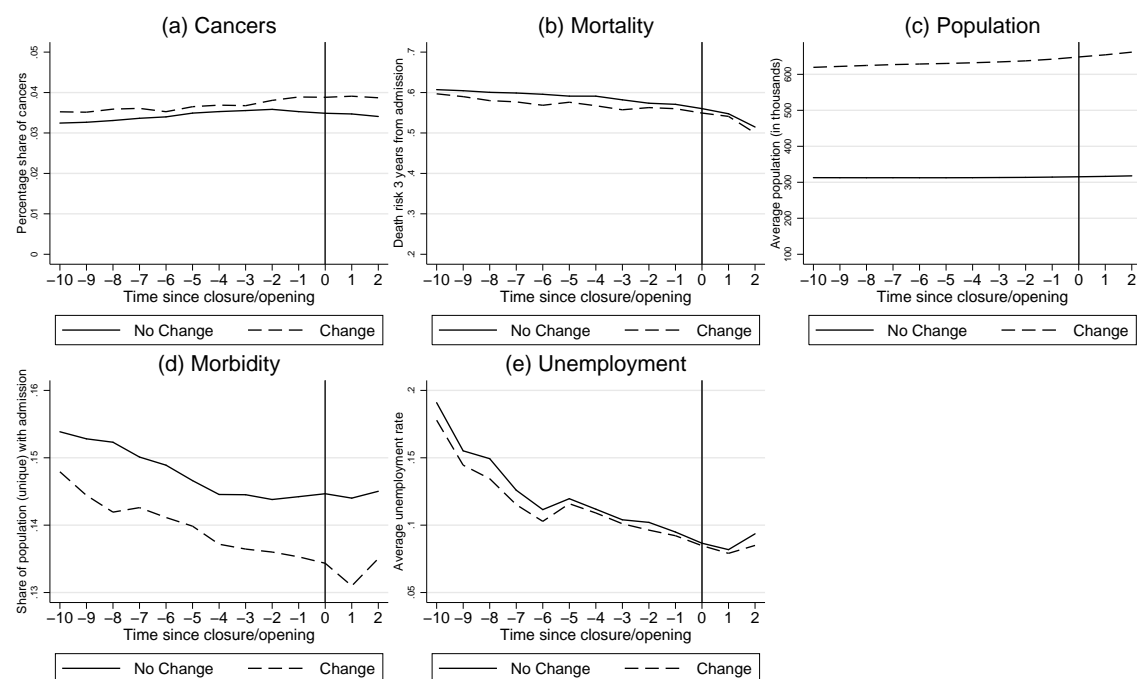 (a) Cancers
Percentage share of cancers
0 .01 .02 .03 .04 .05
−10 −9 −8 −7 −6 −5 −4 −3 −2 −1 0 1 2
Time since closure/opening
No Change Change
(b) Mortality
Death risk 3 years from admission
.2 .3 .4 .5 .6 .7
−10 −9 −8 −7 −6 −5 −4 −3 −2 −1 0 1 2
Time since closure/opening
No Change Change
(c) Population
Average population (in thousands)
100 200 300 400 500 600
−10 −9 −8 −7 −6 −5 −4 −3 −2 −1 0 1 2
Time since closure/opening
No Change Change
(d) Morbidity
Share of population (unique) with admission
.13 .14 .15 .16
−10 −9 −8 −7 −6 −5 −4 −3 −2 −1 0 1 2
Time since closure/opening
No Change Change
(e) Unemployment
Average unemployment rate
.05 .1 .15 .2
−10 −9 −8 −7 −6 −5 −4 −3 −2 −1 0 1 2
Time since closure/opening
No Change Change